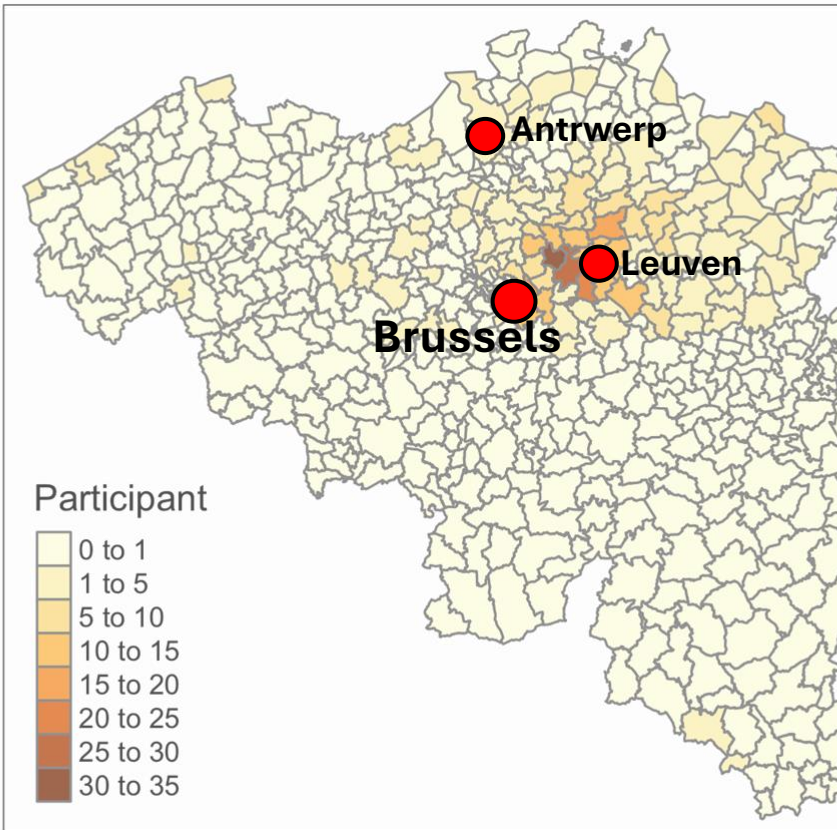 Antrwerp
Leuven
Brussels
Participant
0 to 1
1 to 5
5 to 10
10 to 15
15 to 20
20 to 25
25 to 30
30 to 35